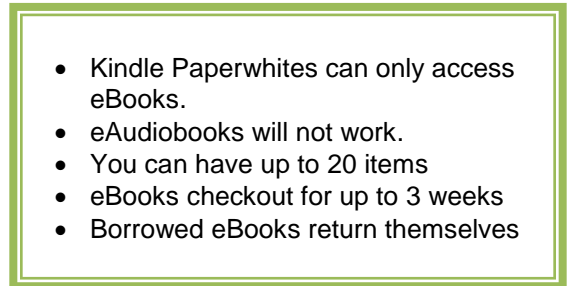 • Kindle Paperwhites can only access
eBooks.
• eAudiobooks will not work.
• You can have up to 20 items
• eBooks checkout for up to 3 weeks
• Borrowed eBooks return themselves